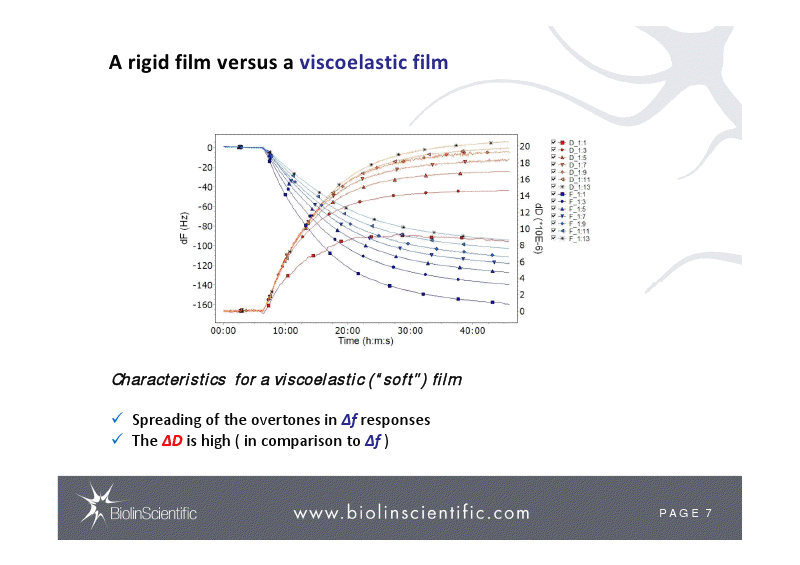 A rigid film versus a viscoelastic film
0
-20
-40
-60
-80
-100
-120
-140
-160
dF (Hz)
20
18
16
14
12
10
8
6
4
2
0
dD (*10E-6)
00:00 10:00 20:00 30:00 40:00
Time (h:m:s)
D_1:1
D_1:3
D_1:5
D_1:7
D_1:9
D_1:11
D_1:13
F_1:1
F_1:3
F_1:5
F_1:7
F_1:9
F_1:11
F_1:13
Characteristics for a viscoelastic (“soft”) film
✓ Spreading of the overtones in Δf responses
✓ The ΔD is high ( in comparison to Δf )
BiolinScientific
www.biolinscientific.com
PAGE 7